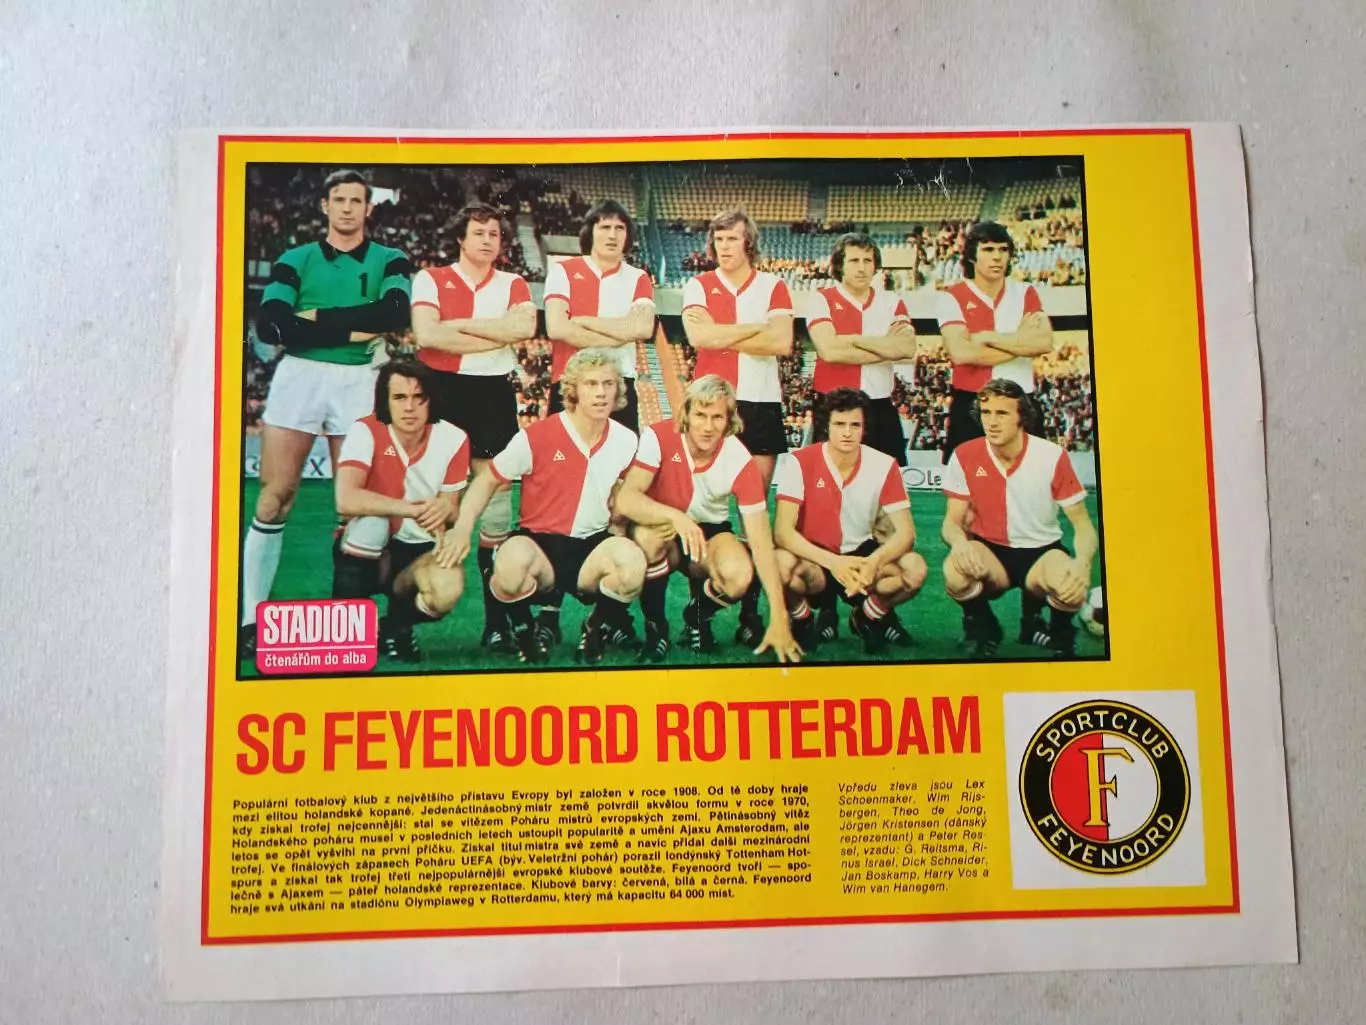 1
Le
STADIÓN
čtenářům do alba
SC FEYENOORD ROTTERDAM
Populární fotbalový klub z největšího přístavu Evropy byl založen v roce 1908. Od té doby hraje
mezi elitou holandské kopané. Jedenáctinásobný mistr země potvrdil skvělou formu v roce 1970,
kdy získal trofej nejcennější: stal se vítězem Poháru mistrů evropských zemí. Pětinásobný vítěz
Holandského poháru musel v posledních letech ustoupit popularitě a umění Ajaxu Amsterodam, ale
letos se opět vyšvihl na první příčku. Získal titul mistra své země a navíc přidal další mezinárodní
trofej. Ve finálových zápasech Poháru UEFA (býv. Veletržní pohár) porazil londýnský Tottenham Hot-
spurs a získal tak trofej třetí nejpopulárnější evropské klubové soutěže. Feyenoord tvoří — spo-
lečně s Ajaxem — páteř holandské reprezentace. Klubové barvy: červená, bílá a černá. Feyenoord
hraje svá utkání na stadiónu Olympiaweg v Rotterdamu, který má kapacitu 64 000 míst.
Vpředu zleva jsou Lex
Schoenmaker, Wim Rijs-
bergen, Theo de Jong,
Jörgen Kristensen (dánský
reprezentant) a Peter Res-
sel, vzadu: G. Reitsma, Ri-
nus Israel, Dick Schneider,
Jan Boskamp, Harry Vos a
Wim van Hanegem.
SPORTCLUB
F
FEYENOORD